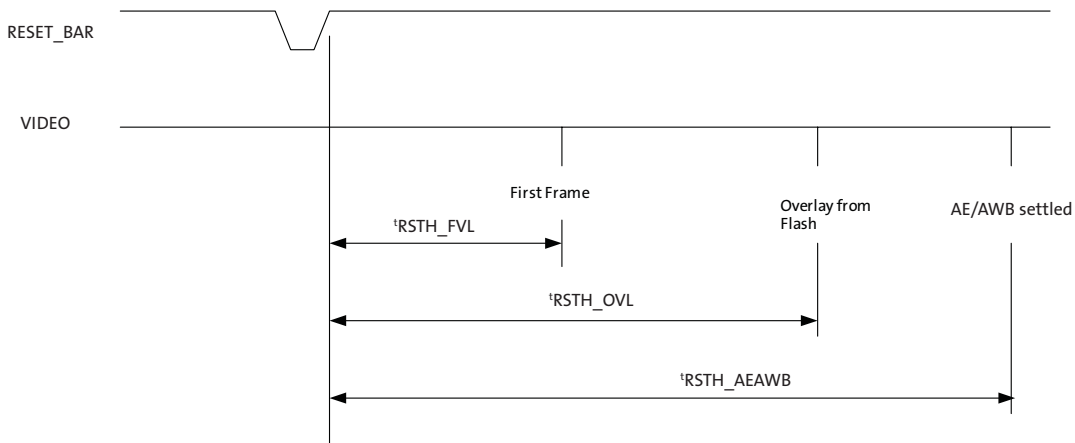 RESET_BAR
VIDEO
First Frame
Overlay from
Flash
AE/AWB settled
tRSTH_FVL
tRSTH_OVL
tRSTH_AEAWB